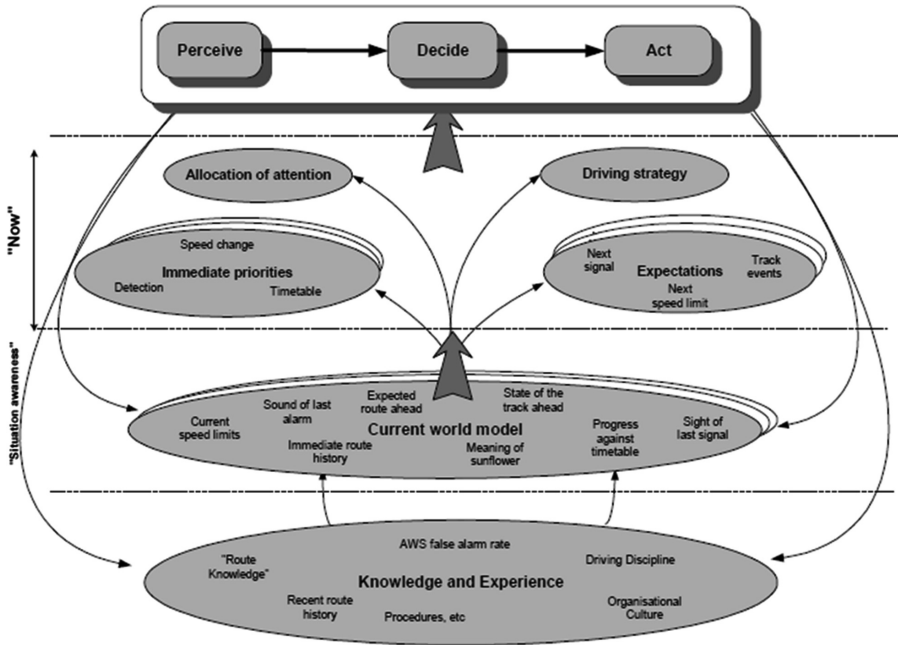 Perceive
Decide
Act
"Now"
Allocation of attention
Driving strategy
Speed change
Immediate priorities
Detection
Timetable
Next
signal
Expectations
Track
events
Next
speed limit
"Situation awareness"
Current
speed limits
Sound of last
alarm
Expected
route ahead
State of the
track ahead
Current world model
Immediate route
history
Meaning of
sunflower
Progress
against
timetable
Sight of
last signal
"Route
Knowledge"
AWS false alarm rate
Driving Discipline
Knowledge and Experience
Recent route
history
Procedures, etc
Organisational
Culture